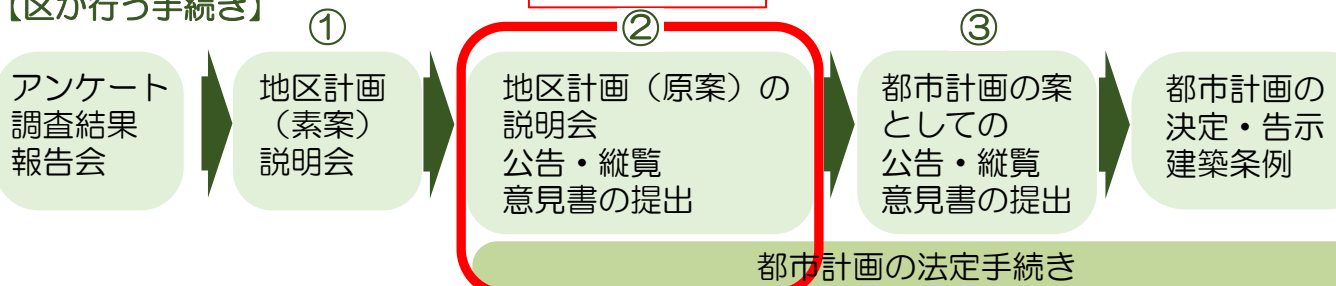 【区が行う手続き】
①
②
③
アンケート
調査結果
報告会
地区計画
（素案）
説明会
地区計画（原案）の
説明会
公告・縦覧
意見書の提出
都市計画の案
としての
公告・縦覧
意見書の提出
都市計画の
決定・告示
建築条例
都市計画の法定手続き